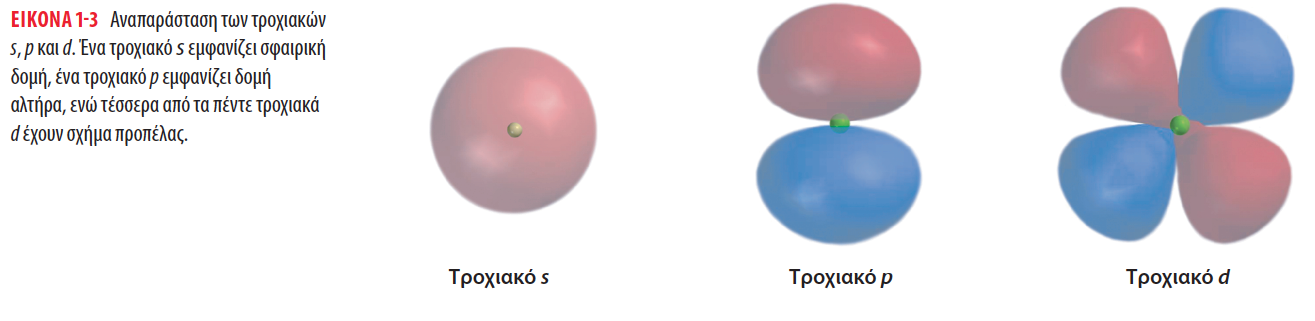 ΕΙΚΟΝΑ 1-3 Αναπαράσταση των τροχιακών
s, p και d. Ένα τροχιακό s εμφανίζει σφαιρική
δομή, ένα τροχιακό p εμφανίζει δομή
αλτήρα, ενώ τέσσερα από τα πέντε τροχιακά
d έχουν σχήμα προπέλας.
Τροχιακό s
Τροχιακό p
Τροχιακό d